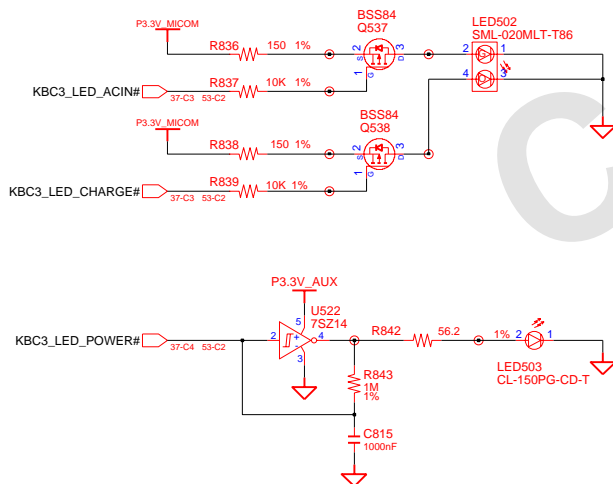 BSS84
Q537
LED502
SML-020MLT-T86
P3.3V_MICOM
R836 150 1% 2 3 2 1
S D
1 G 4 3
R837
KBC3_LED_ACIN# 10K 1%
37-C3 53-C2
P3.3V_MICOM
BSS84
Q538
R838 150 1% 2 3
S D
1 G
R839
KBC3_LED_CHARGE# 10K 1%
37-C3 53-C2
C
P3.3V_AUX
U522
7SZ14
5
KBC3_LED_POWER# 2 + - 4 R842 56.2 1% 2 1
37-C4 53-C2
3
LED503
CL-150PG-CD-T
R843
1M
1%
C815
1000nF